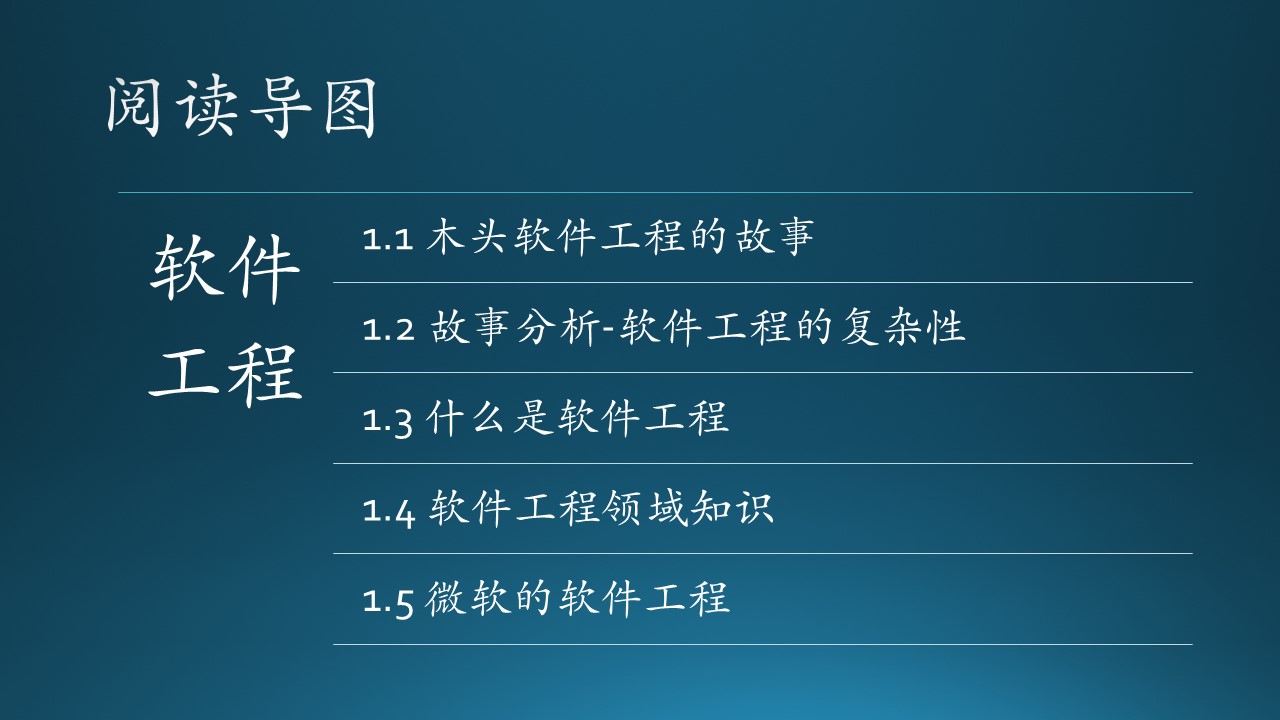 阅读导图
软件
工程
1.1 木头软件工程的故事
1.2 故事分析-软件工程的复杂性
1.3 什么是软件工程
1.4 软件工程领域知识
1.5 微软的软件工程